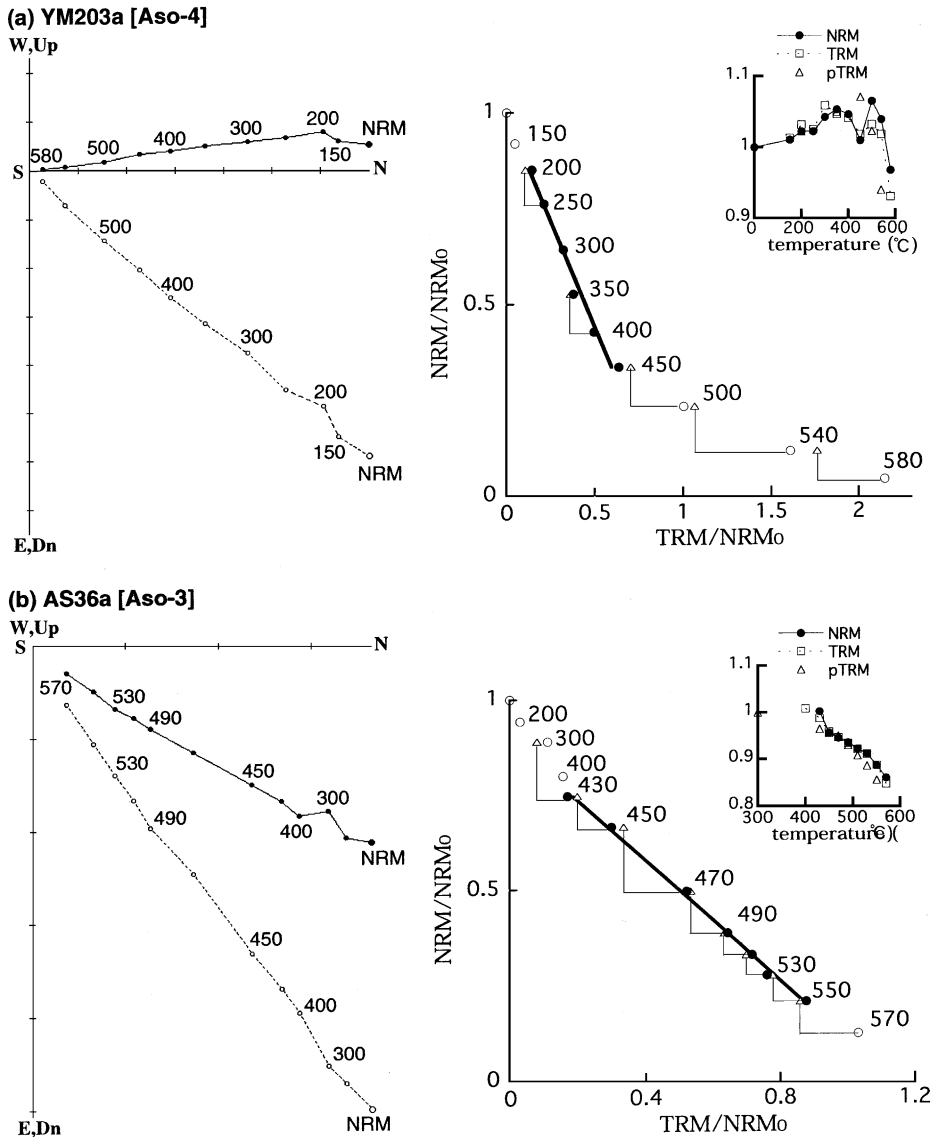 (a) YM203a [Aso-4]
W,Up
580 500 400 300 200 NRM
150
S N
500
400
300
200
150
NRM
E,Dn
1
0.5
0
NRM/NRMo
150
200
250
300
350
400
450
500
540
580
0 0.5 1 1.5 2
TRM/NRMo
NRM
TRM
pTRM
1.1
1
0.9
0 200 400 600
temperature (℃)
(b) AS36a [Aso-3]
W,Up
S N
570
530
490
450
400
300
NRM
530
490
450
400
300
NRM
E,Dn
1
0.5
0
NRM/NRMo
200
300
400
430
450
470
490
530
550
570
0 0.4 0.8 1.2
TRM/NRMo
NRM
TRM
pTRM
1.1
1
0.9
0.8
300 400 500 600
temperature